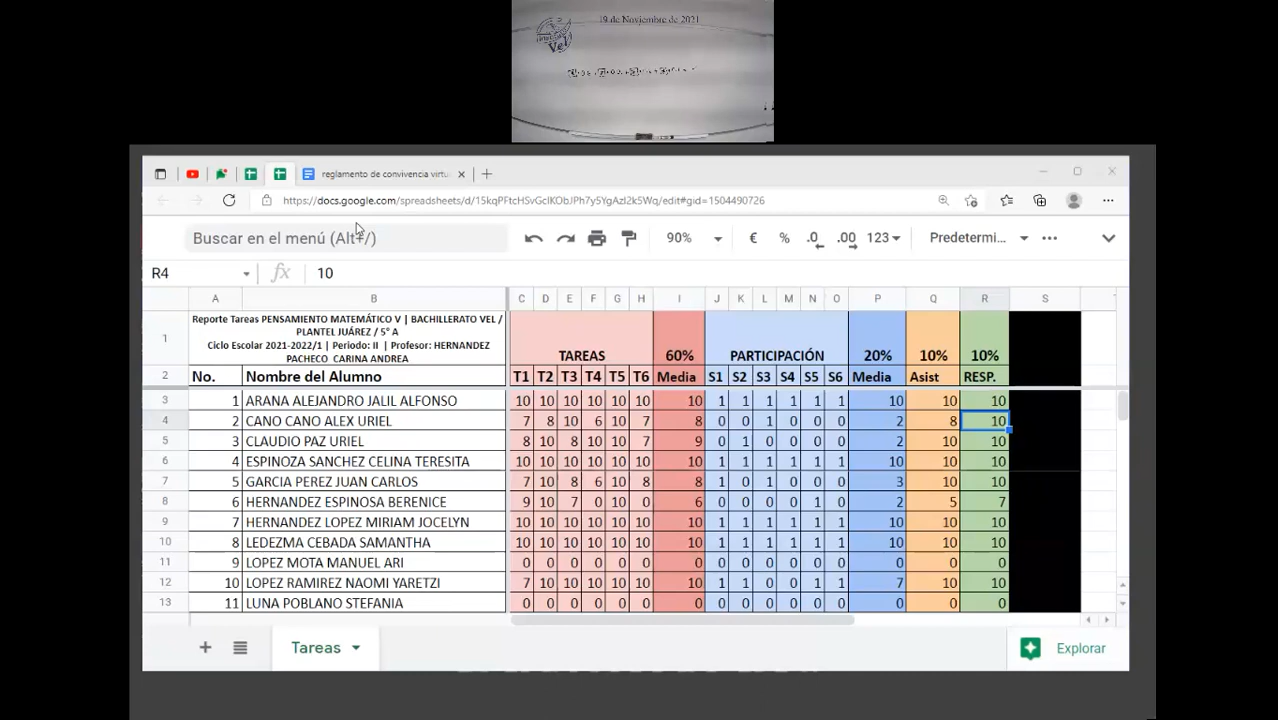 19 de Noviembre de 2021
Vel
reglamento de convivencia virtu
https://docs.google.com/spreadsheets/d/15kqPFtcHSvGclKObJPh7y5YgAzI2k5Wq/edit#gid=1504490726
Buscar en el menú (Alt+/) 90% € % .0 .00 123 Predetermi...
R4 fx 10
A B C D E F G H I J K L M N O P Q R S
1 Reporte Tareas PENSAMIENTO MATEMÁTICO V | BACHILLERATO VEL /
PLANTEL JUÁREZ / 5° A
Ciclo Escolar 2021-2022/1 | Periodo: II | Profesor: HERNANDEZ
PACHECO CARINA ANDREA
TAREAS 60% PARTICIPACIÓN 20% 10% 10%
2 No. Nombre del Alumno T1 T2 T3 T4 T5 T6 Media S1 S2 S3 S4 S5 S6 Media Asist RESP.
3 1 ARANA ALEJANDRO JALIL ALFONSO 10 10 10 10 10 10 10 1 1 1 1 1 1 10 10 10
4 2 CANO CANO ALEX URIEL 7 8 10 6 10 7 8 0 0 1 0 0 0 2 8 10
5 3 CLAUDIO PAZ URIEL 8 10 8 10 10 7 9 0 1 0 0 0 0 2 10 10
6 4 ESPINOZA SANCHEZ CELINA TERESITA 10 10 10 10 10 10 10 1 1 1 1 1 1 10 10 10
7 5 GARCIA PEREZ JUAN CARLOS 7 10 8 6 10 8 8 1 0 1 0 0 0 3 10 10
8 6 HERNANDEZ ESPINOSA BERENICE 9 10 7 0 10 0 6 0 0 0 0 1 0 2 5 7
9 7 HERNANDEZ LOPEZ MIRIAM JOCELYN 10 10 10 10 10 10 10 1 1 1 1 1 1 10 10 10
10 8 LEDEZMA CEBADA SAMANTHA 10 10 10 10 10 10 10 1 1 1 1 1 1 10 10 10
11 9 LOPEZ MOTA MANUEL ARI 0 0 0 0 0 0 0 0 0 0 0 0 0 0 0 0
12 10 LOPEZ RAMIREZ NAOMI YARETZI 7 10 10 10 10 10 10 1 1 0 0 1 1 7 10 10
13 11 LUNA POBLANO STEFANIA 0 0 0 0 0 0 0 0 0 0 0 0 0 0 0 0
Tareas Explorar